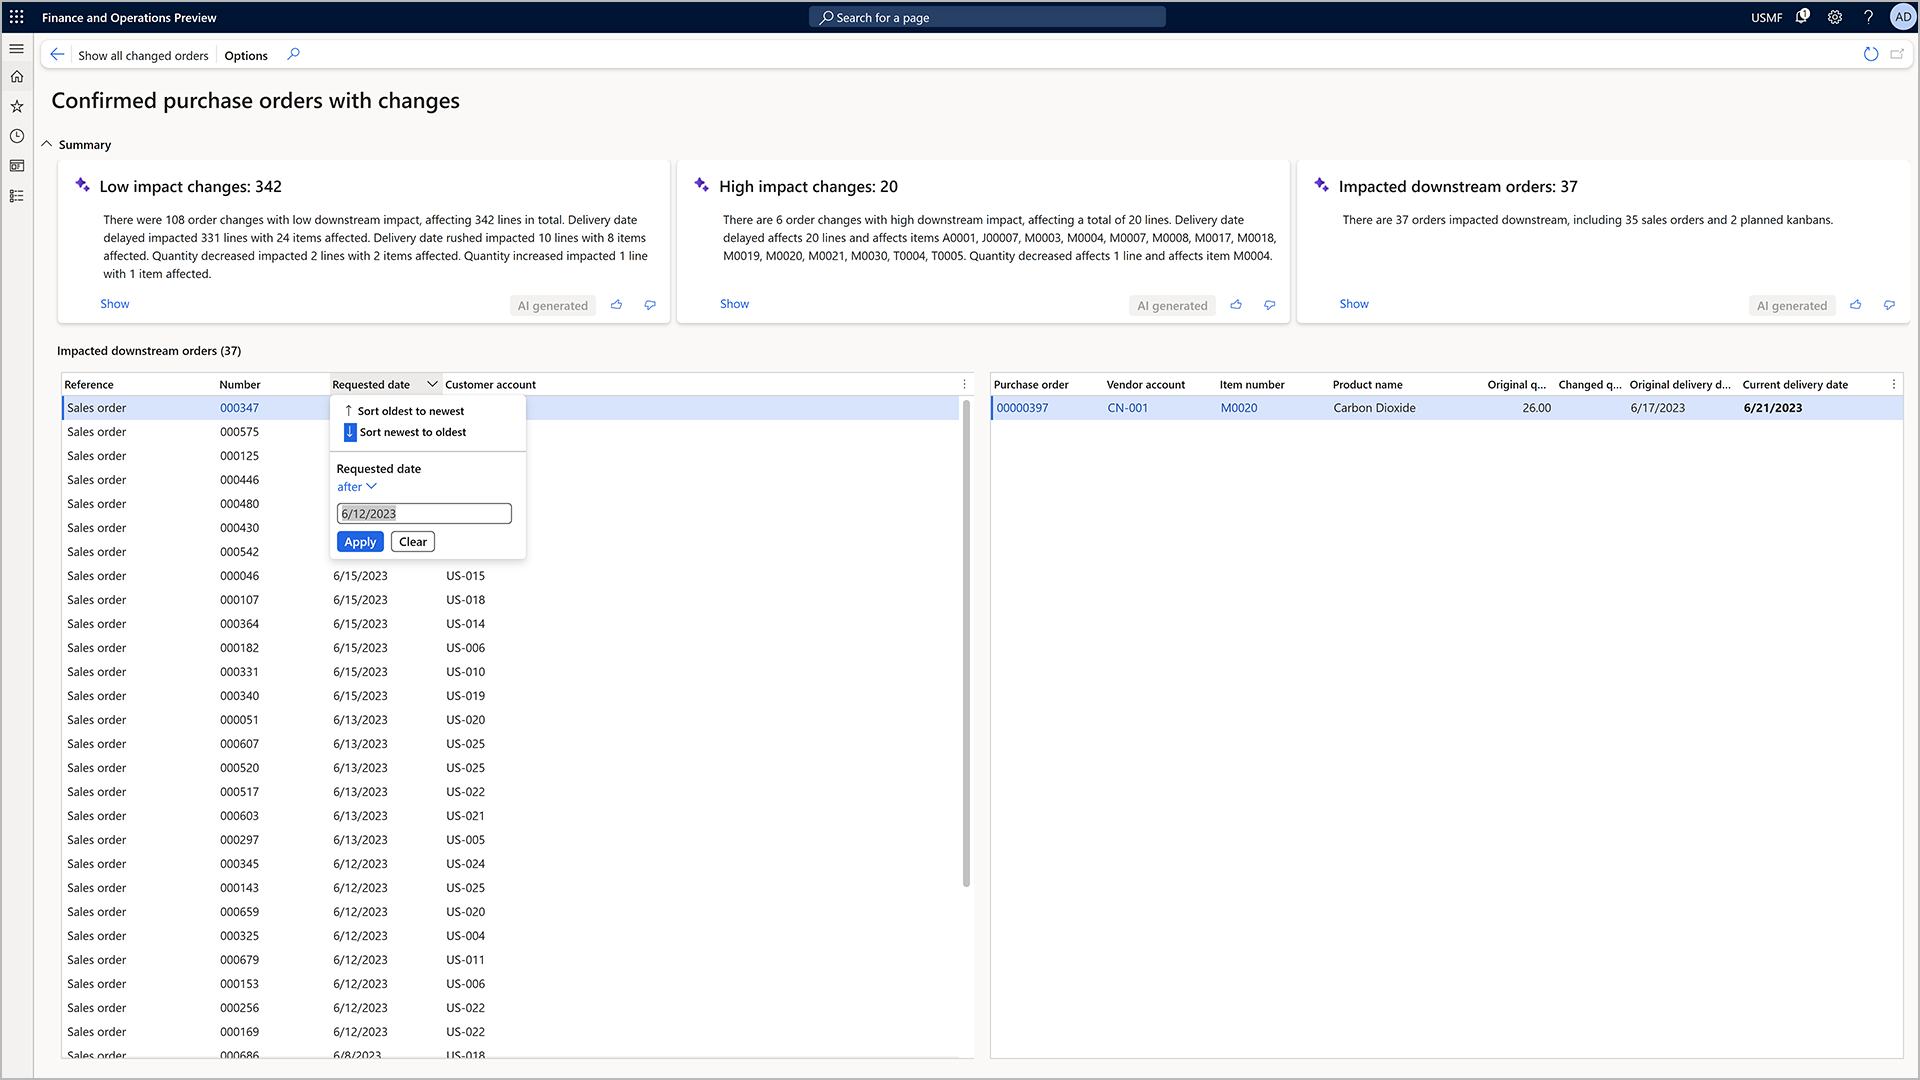 Finance and Operations Preview
Search for a page
USMF
1
?
AD
Show all changed orders
Options
Confirmed purchase orders with changes
Summary
Low impact changes: 342
There were 108 order changes with low downstream impact, affecting 342 lines in total. Delivery date
delayed impacted 331 lines with 24 items affected. Delivery date rushed impacted 10 lines with 8 items
affected. Quantity decreased impacted 2 lines with 2 items affected. Quantity increased impacted 1 line
with 1 item affected.
Show
AI generated
High impact changes: 20
There are 6 order changes with high downstream impact, affecting a total of 20 lines. Delivery date
delayed affects 20 lines and affects items A0001, J00007, M0003, M0004, M0007, M0008, M0017, M0018,
M0019, M0020, M0021, M0030, T0004, T0005. Quantity decreased affects 1 line and affects item M0004.
Show
AI generated
Impacted downstream orders: 37
There are 37 orders impacted downstream, including 35 sales orders and 2 planned kanbans.
Show
AI generated
Impacted downstream orders (37)
Reference Number Requested date Customer account
Sales order 000347
Sales order 000575
Sales order 000125
Sales order 000446
Sales order 000480
Sales order 000430
Sales order 000542
↑ Sort oldest to newest
↓ Sort newest to oldest
Requested date
after
6/12/2023
Apply Clear
Sales order 000046 6/15/2023 US-015
Sales order 000107 6/15/2023 US-018
Sales order 000364 6/15/2023 US-014
Sales order 000182 6/15/2023 US-006
Sales order 000331 6/15/2023 US-010
Sales order 000340 6/15/2023 US-019
Sales order 000051 6/13/2023 US-020
Sales order 000607 6/13/2023 US-025
Sales order 000520 6/13/2023 US-025
Sales order 000517 6/13/2023 US-022
Sales order 000603 6/13/2023 US-021
Sales order 000297 6/13/2023 US-005
Sales order 000345 6/12/2023 US-024
Sales order 000143 6/12/2023 US-025
Sales order 000659 6/12/2023 US-020
Sales order 000325 6/12/2023 US-004
Sales order 000679 6/12/2023 US-011
Sales order 000153 6/12/2023 US-006
Sales order 000256 6/12/2023 US-022
Sales order 000169 6/12/2023 US-022
Sales order 000686 6/8/2023 US-018
Purchase order Vendor account Item number Product name Original q... Changed q... Original delivery d... Current delivery date
00000397 CN-001 M0020 Carbon Dioxide 26.00 6/17/2023 6/21/2023